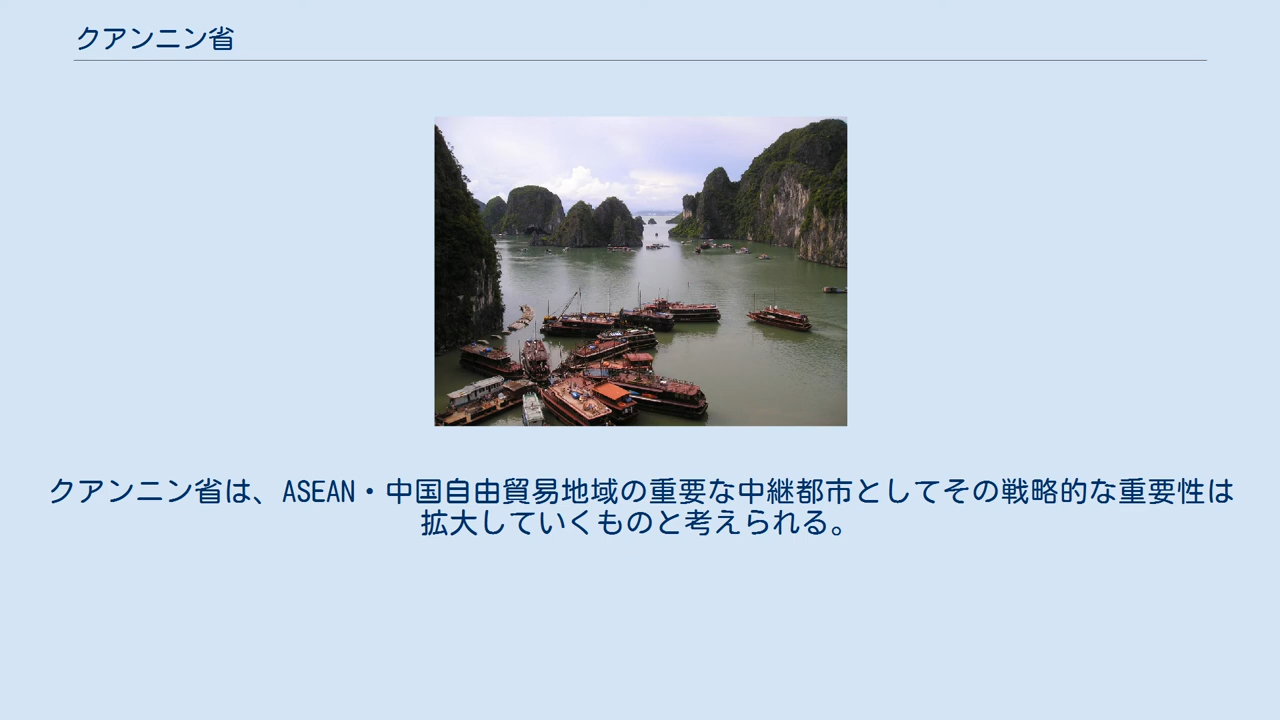 クアンニン省
クアンニン省は、ASEAN・中国自由貿易地域の重要な中継都市としてその戦略的な重要性は
拡大していくものと考えられる。